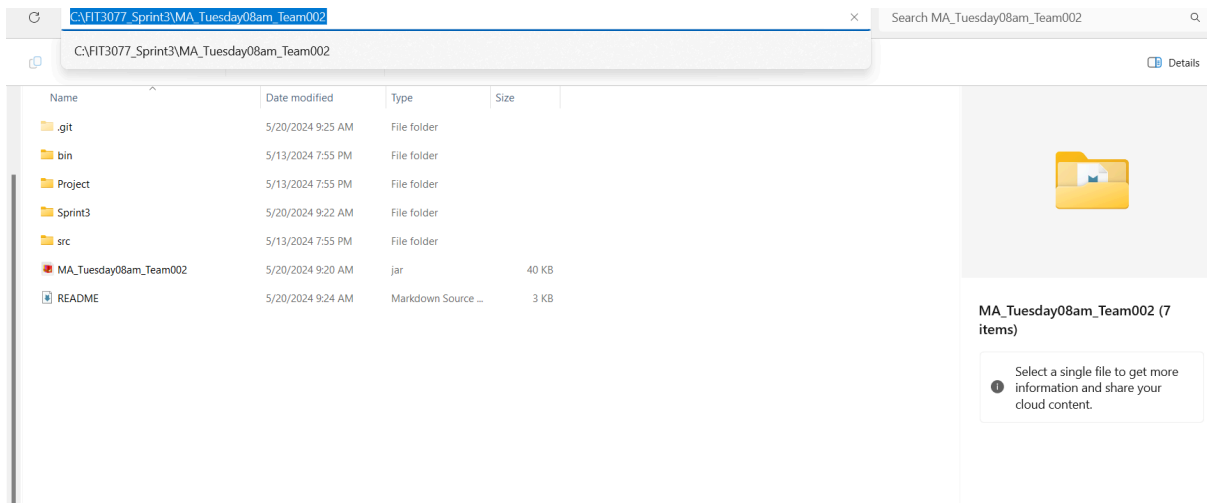 C:\FIT3077_Sprint3\MA_Tuesday08am_Team002
Search MA_Tuesday08am_Team002
C:\FIT3077_Sprint3\MA_Tuesday08am_Team002
Details
Name Date modified Type Size
.git 5/20/2024 9:25 AM File folder
bin 5/13/2024 7:55 PM File folder
Project 5/13/2024 7:55 PM File folder
Sprint3 5/20/2024 9:22 AM File folder
src 5/13/2024 7:55 PM File folder
MA_Tuesday08am_Team002 5/20/2024 9:20 AM jar 40 KB
README 5/20/2024 9:24 AM Markdown Source ... 3 KB
MA_Tuesday08am_Team002 (7
items)
Select a single file to get more
information and share your
cloud content.